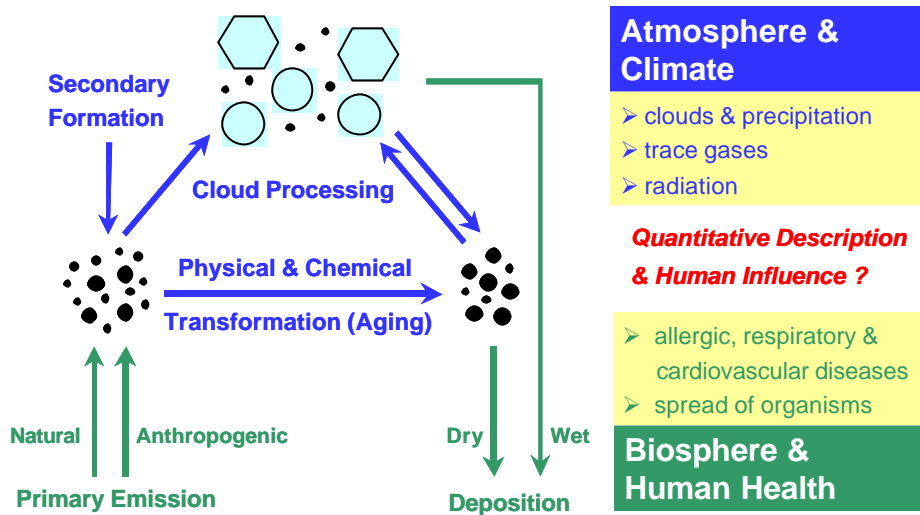 Secondary
Formation
Cloud Processing
Physical & Chemical
Transformation (Aging)
Natural
Anthropogenic
Primary Emission
Dry
Wet
Deposition
Atmosphere &
Climate
➢ clouds & precipitation
➢ trace gases
➢ radiation
Quantitative Description
& Human Influence ?
➢ allergic, respiratory &
cardiovascular diseases
➢ spread of organisms
Biosphere &
Human Health